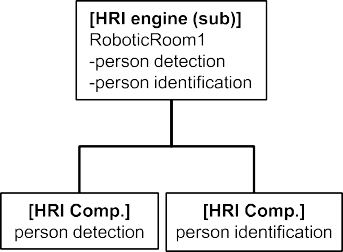 [HRI engine (sub)]
RoboticRoom1
-person detection
-person identification
[HRI Comp.]
person detection
[HRI Comp.]
person identification